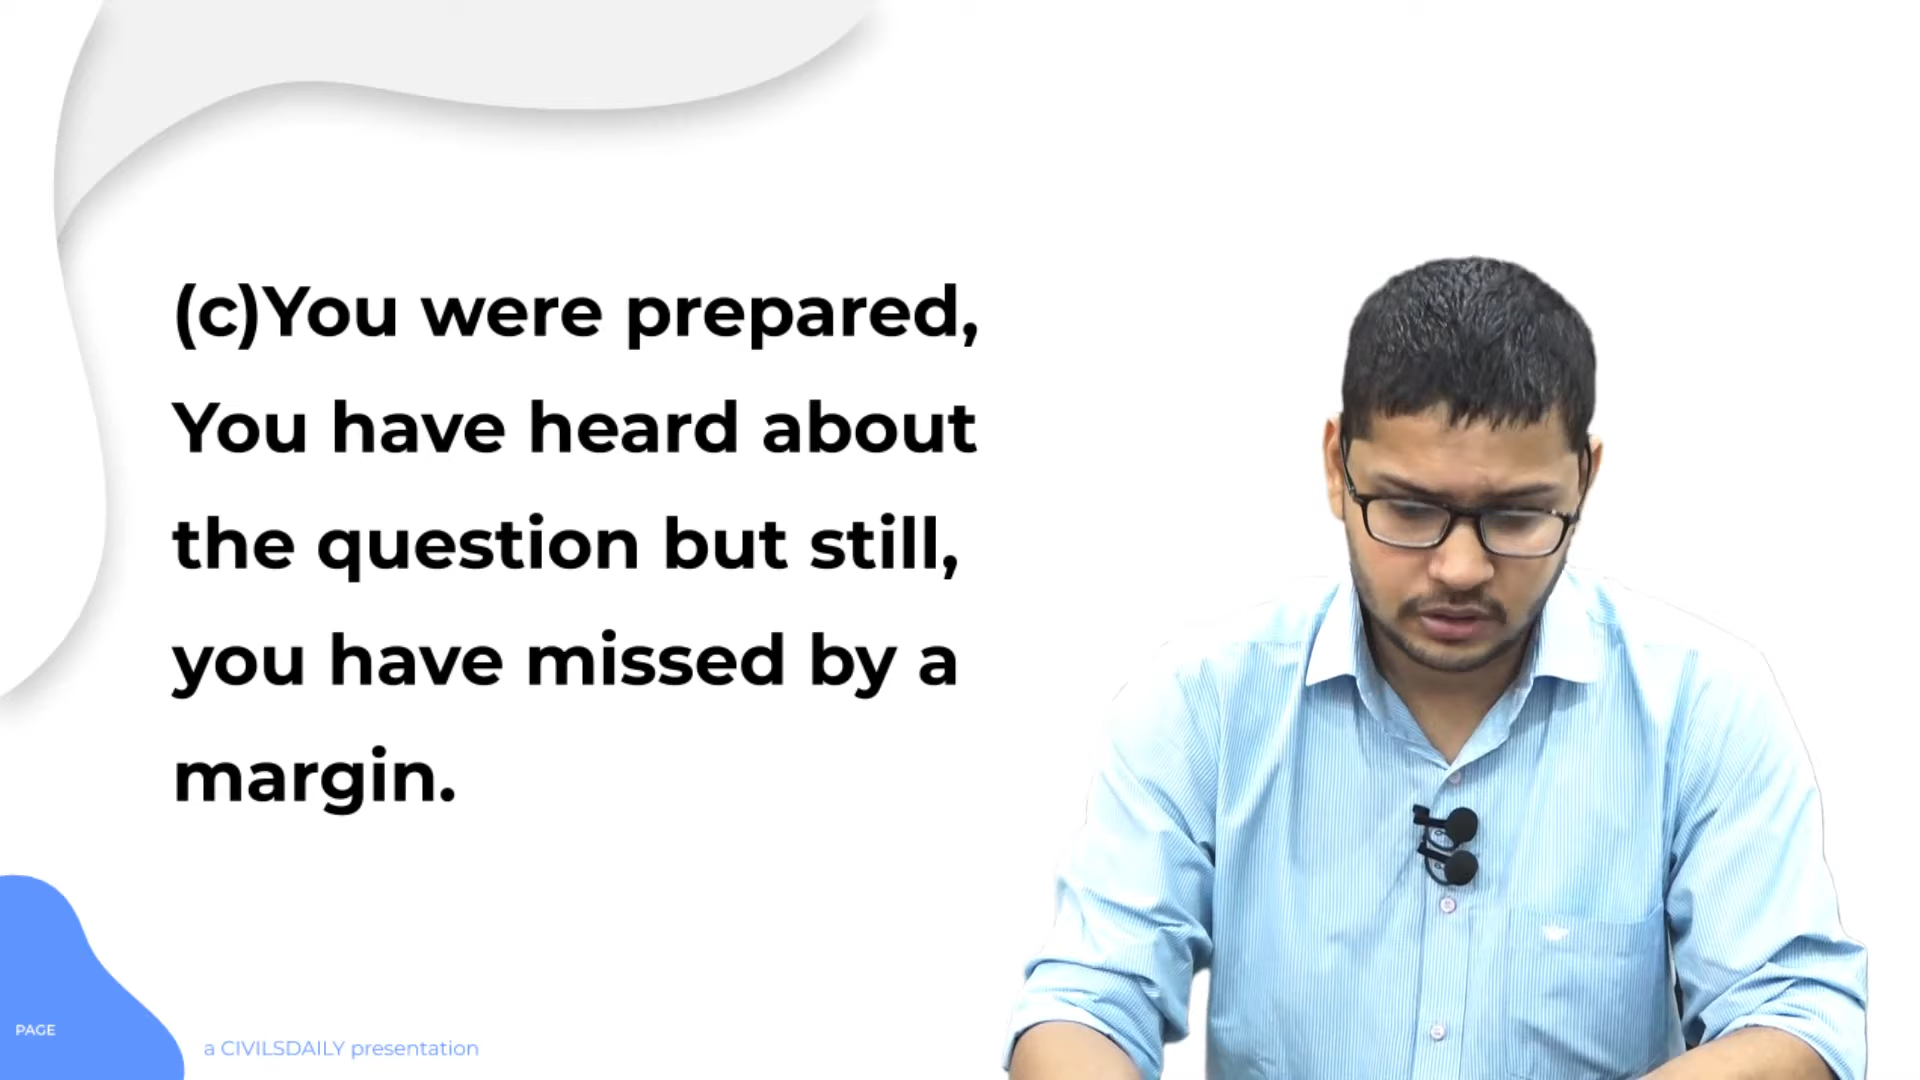 (c)You were prepared,
You have heard about
the question but still,
you have missed by a
margin.
PAGE
a CIVILSDAILY presentation